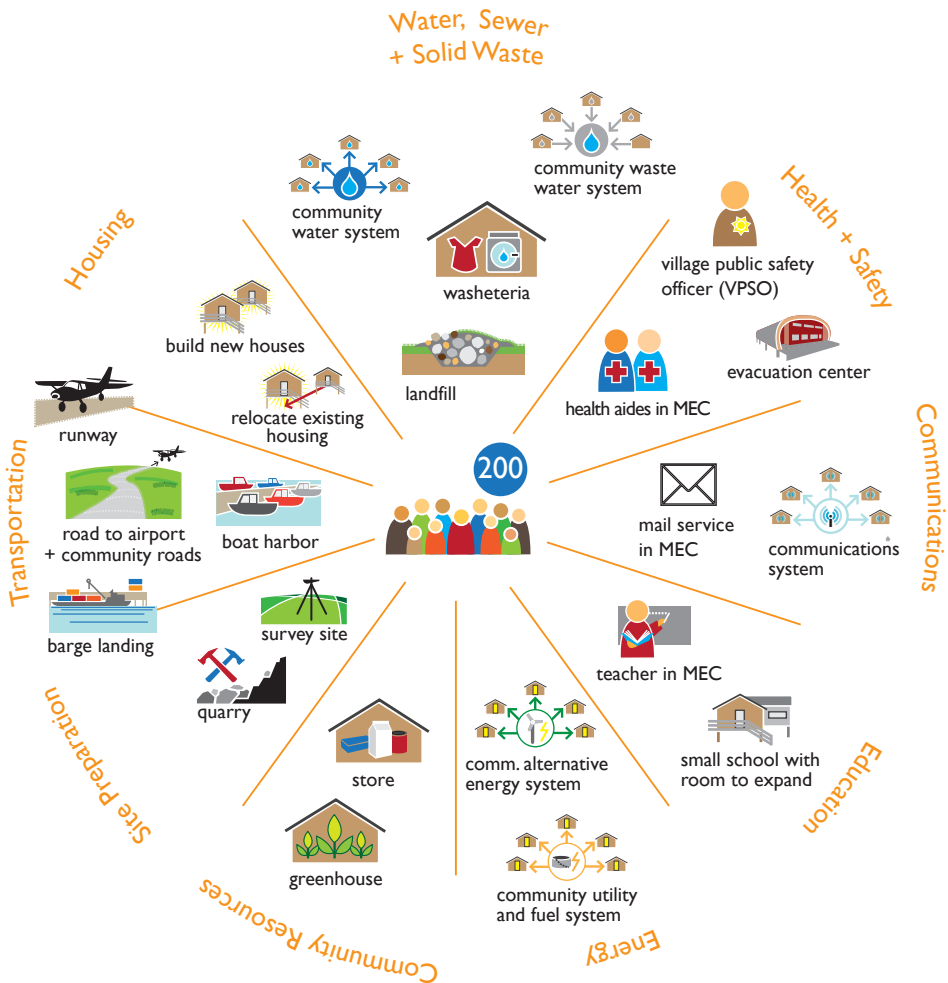 Water, Sewer
+ Solid Waste
community
water system
community waste
water system
washeteria
landfill
Health + Safety
village public safety
officer (VPSO)
evacuation center
health aides in MEC
Communications
mail service
in MEC
communications
system
Education
teacher in MEC
small school with
room to expand
Energy
comm. alternative
energy system
community utility
and fuel system
Community Resources
store
greenhouse
Site Preparation
survey site
quarry
Transportation
runway
road to airport
+ community roads
boat harbor
barge landing
Housing
build new houses
relocate existing
housing
200